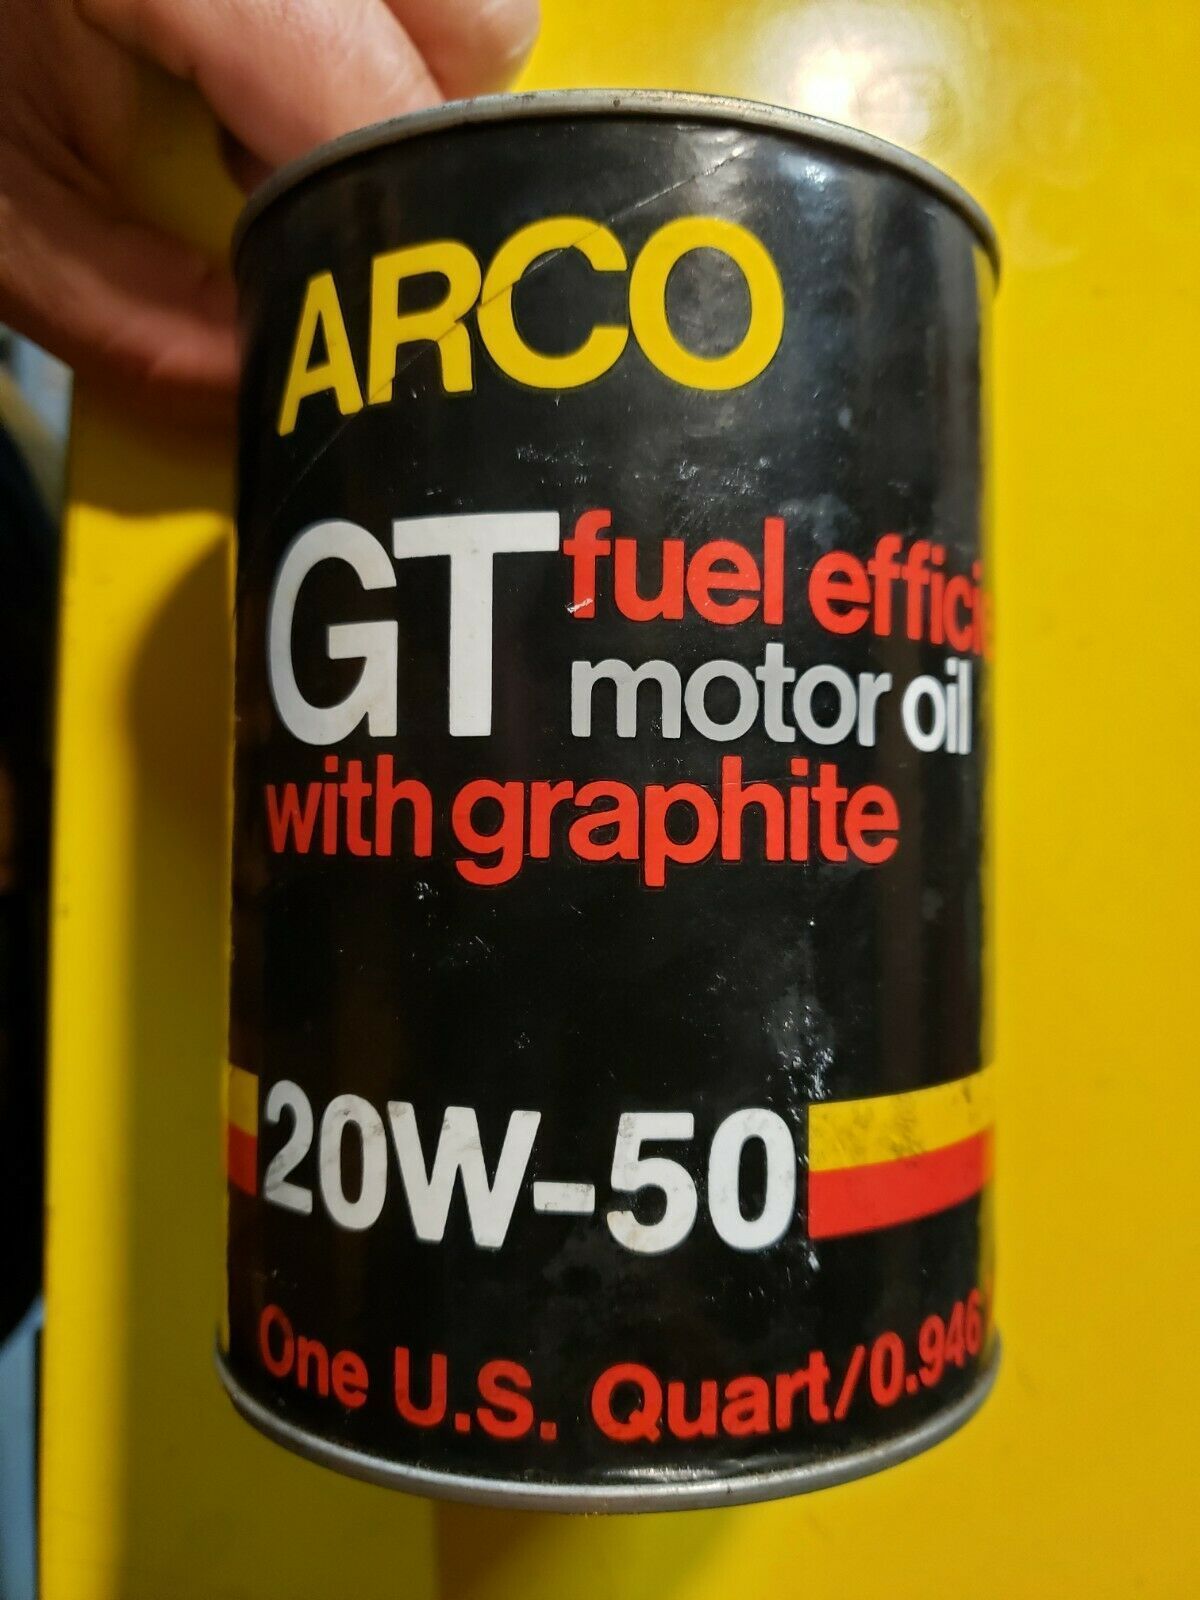 ARCO
GT fuel effici
motor oil
with graphite
20W-50
One U.S. Quart/0.946